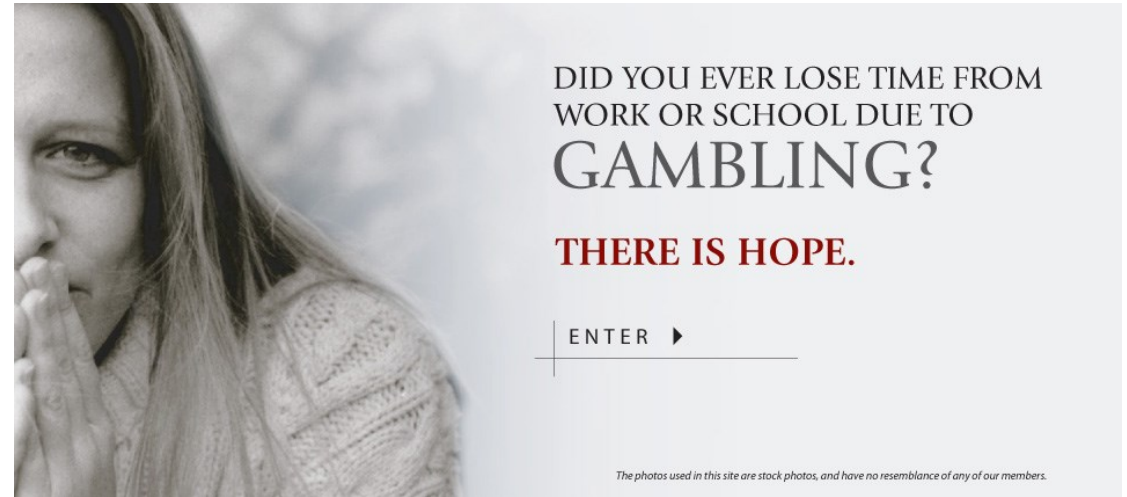 DID YOU EVER LOSE TIME FROM
WORK OR SCHOOL DUE TO
GAMBLING?
THERE IS HOPE.
ENTER
The photos used in this site are stock photos, and have no resemblance of any of our members.